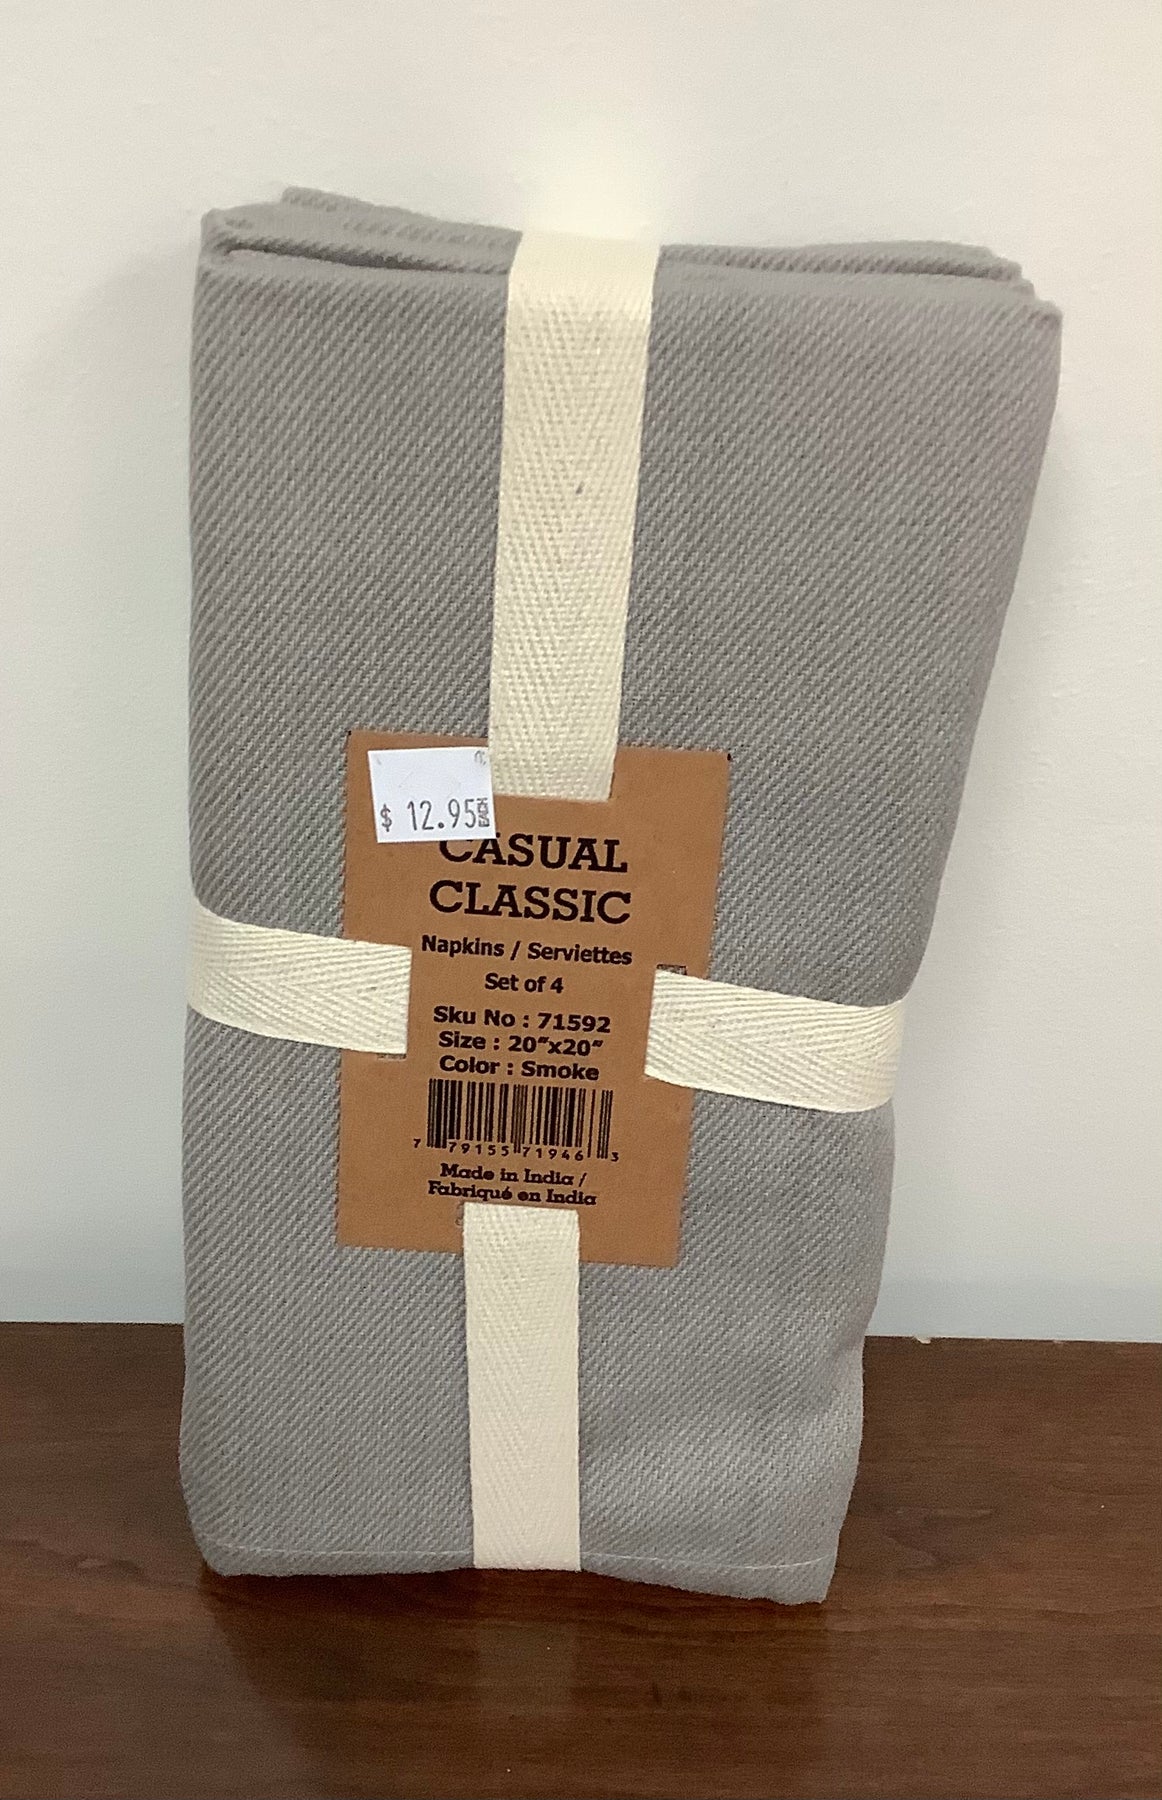 $ 12.95 EACH
CASUAL
CLASSIC
Napkins / Serviettes
Set of 4
Sku No : 71592
Size : 20"x20"
Color : Smoke
7 79155 71946 3
Made in India /
Fabriqué en India